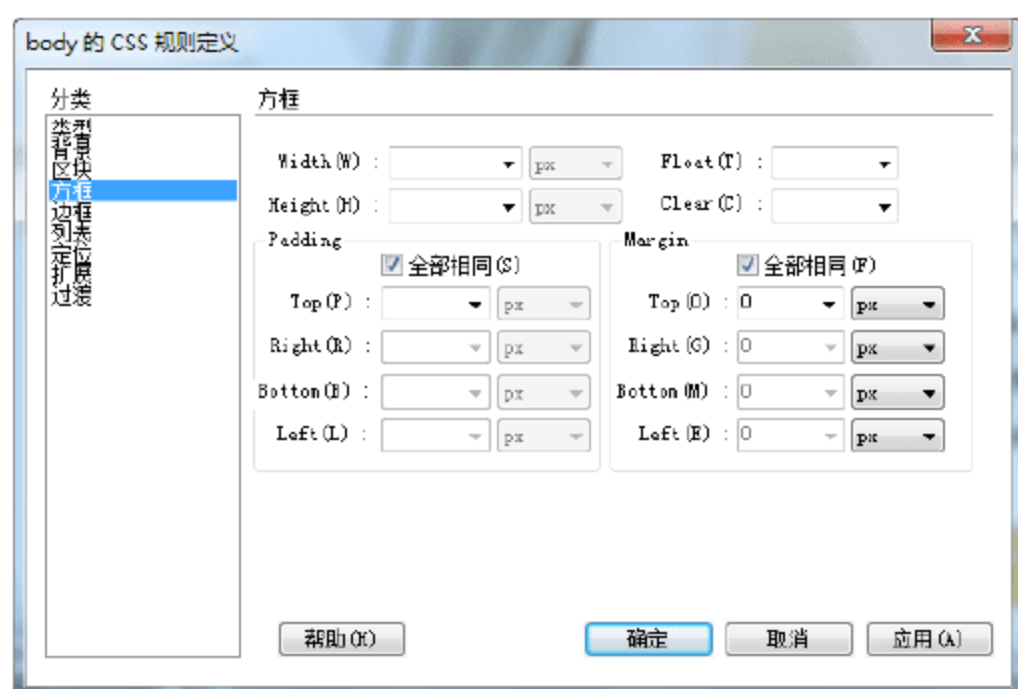 body 的 CSS 规则定义
分类
类型
背景
区块
方框
边框
列表
定位
扩展
过渡
方框
Width(W) : px Float(T) :
Height(H) : px Clear(C) :
Padding
全部相同(S)
Top(P) : px
Right(R) : px
Bottom(B) : px
Left(L) : px
Margin
全部相同(F)
Top(O) : 0 px
Right(G) : 0 px
Bottom(M) : 0 px
Left(E) : 0 px
帮助(H) 确定 取消 应用(A)